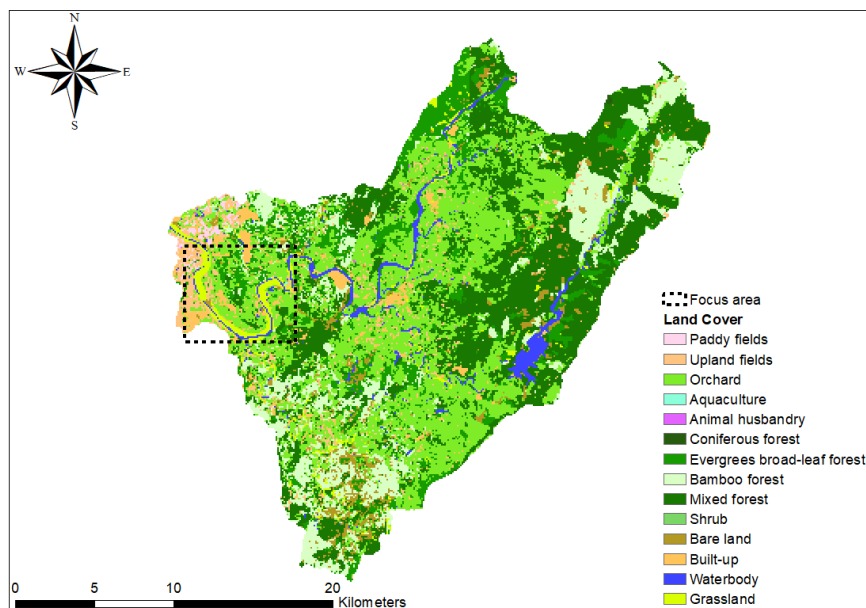 N
W E
S
Focus area
Land Cover
Paddy fields
Upland fields
Orchard
Aquaculture
Animal husbandry
Coniferous forest
Evergrees broad-leaf forest
Bamboo forest
Mixed forest
Shrub
Bare land
Built-up
Waterbody
Grassland
0 5 10 20
Kilometers